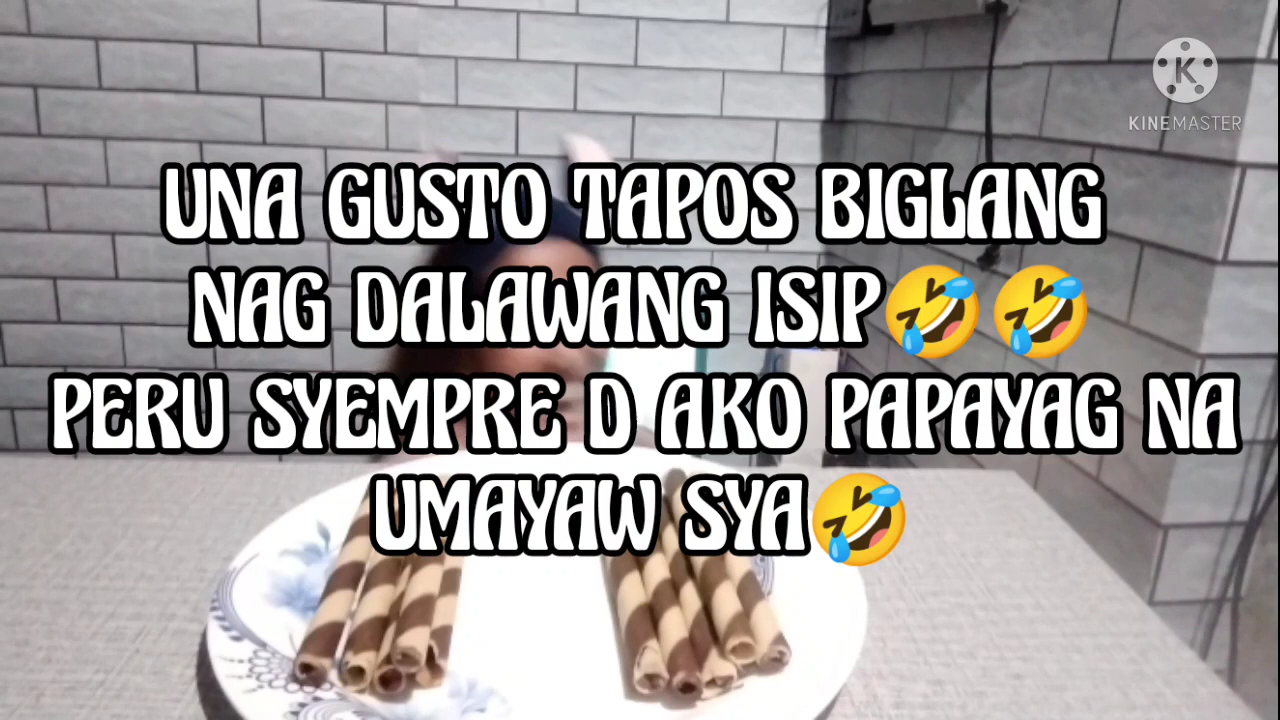 KINEMASTER
UNA GUSTO TAPOS BIGLANG
NAG DALAWANG ISIP🤣🤣
PERU SYEMPRE D AKO PAPAYAG NA
UMAYAW SYA🤣